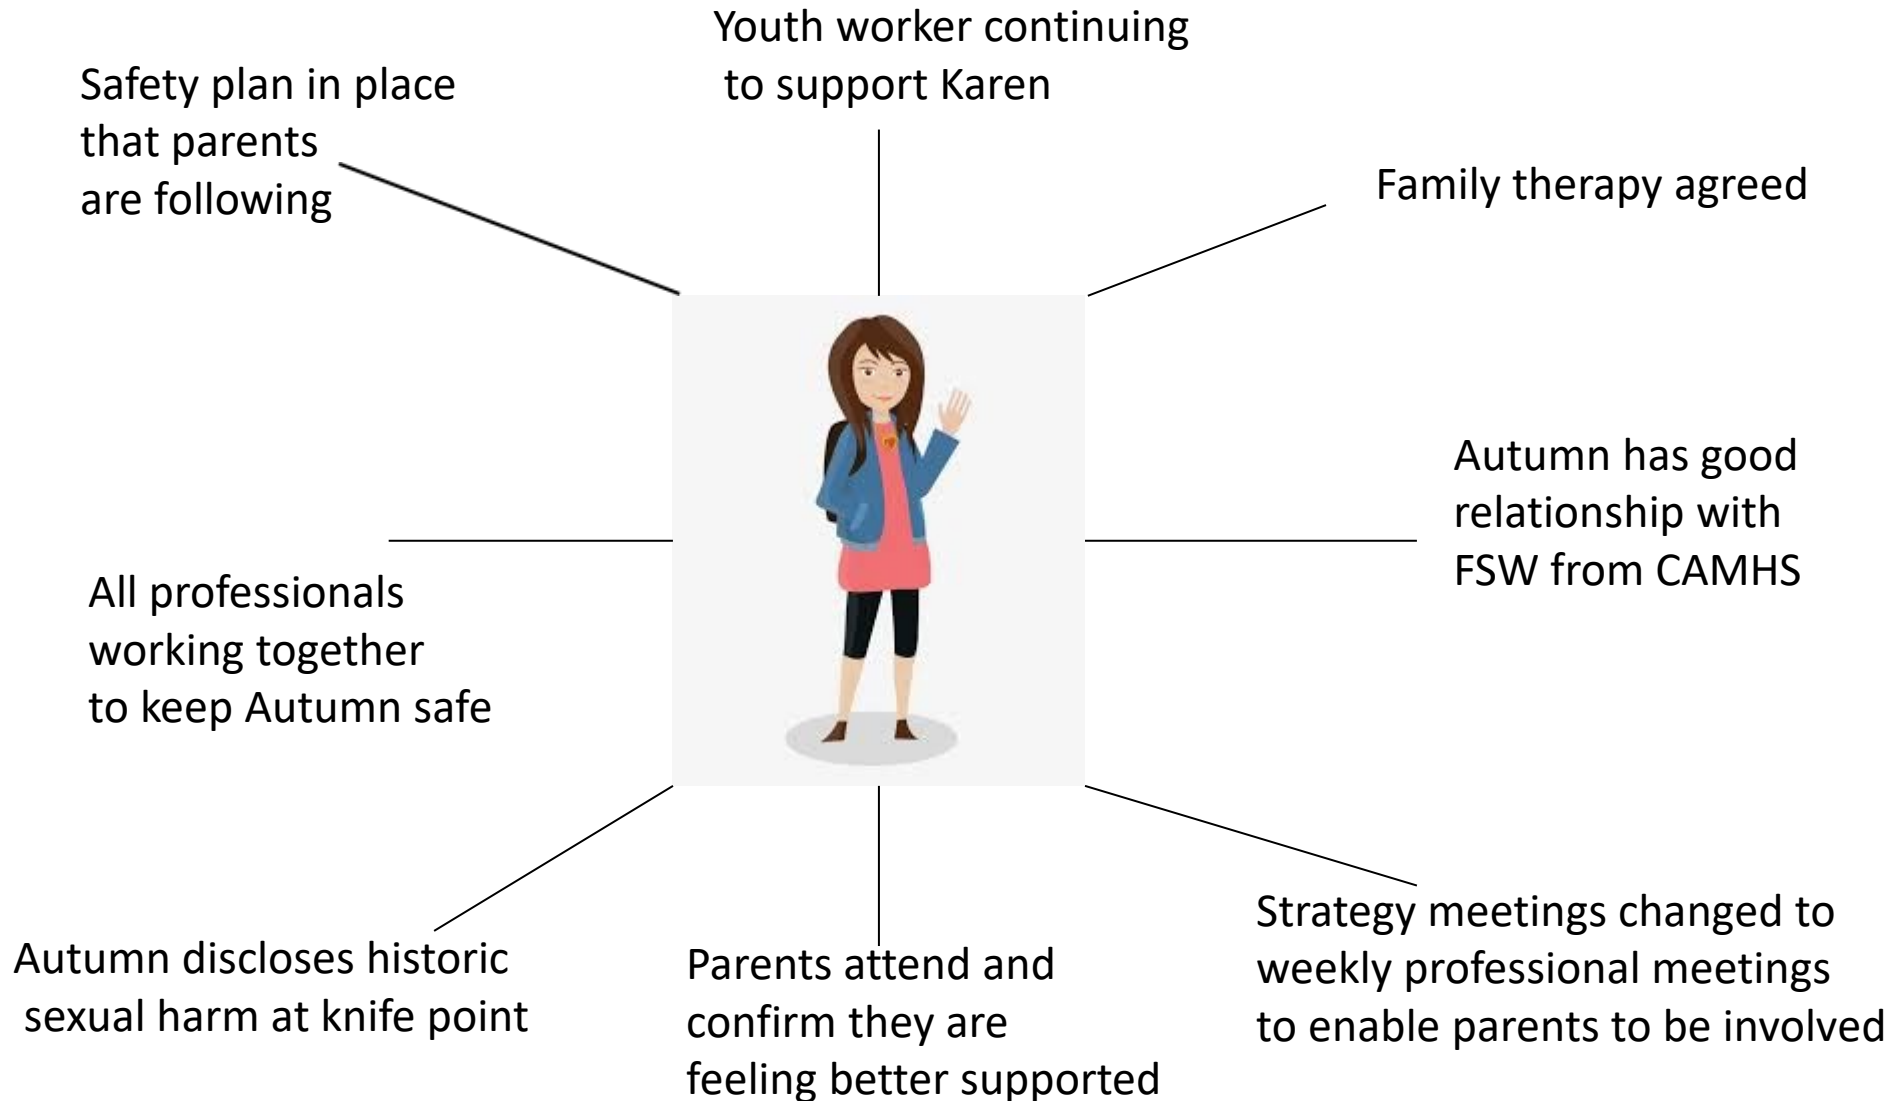 Youth worker continuing
to support Karen
Safety plan in place
that parents
are following
Family therapy agreed
Autumn has good
relationship with
FSW from CAMHS
All professionals
working together
to keep Autumn safe
Autumn discloses historic
sexual harm at knife point
Parents attend and
confirm they are
feeling better supported
Strategy meetings changed to
weekly professional meetings
to enable parents to be involved